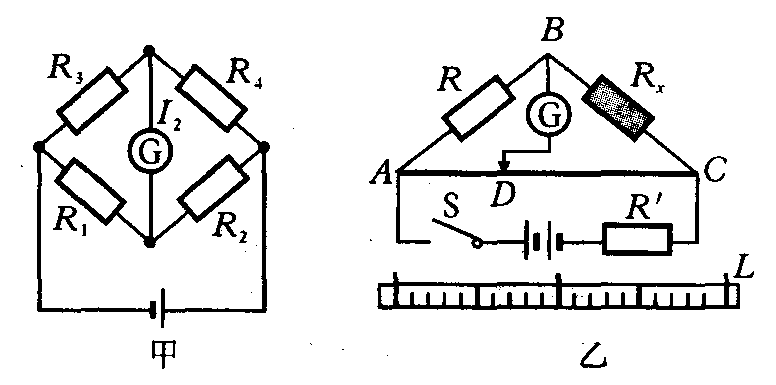 R₃ R₄
I₂
G
R₁ R₂
甲
B
R Rₓ
G
A D C
S R′
L
乙